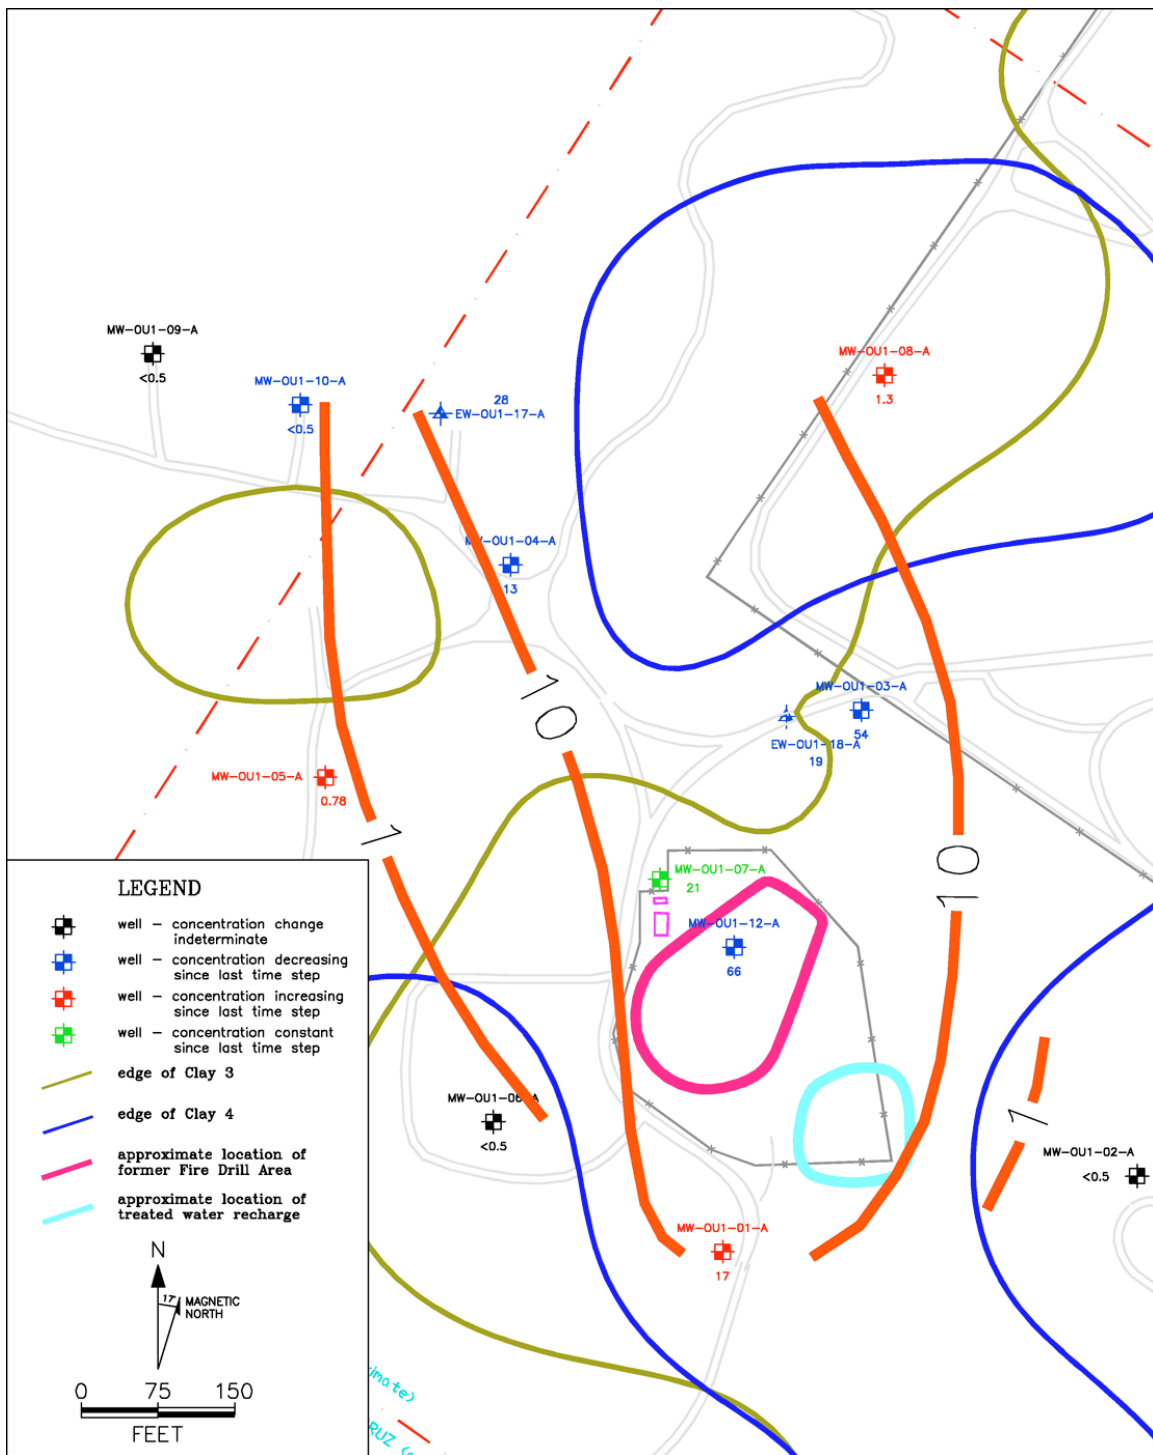 MW-OU1-09-A
<0.5
MW-OU1-10-A
<0.5
28
EW-OU1-17-A
MW-OU1-08-A
1.3
MW-OU1-04-A
13
10
MW-OU1-03-A
54
EW-OU1-18-A
19
MW-OU1-05-A
0.78
1
10
MW-OU1-07-A
21
MW-OU1-12-A
66
MW-OU1-06-A
<0.5
1
MW-OU1-02-A
<0.5
MW-OU1-01-A
17
LEGEND
well – concentration change
indeterminate
well – concentration decreasing
since last time step
well – concentration increasing
since last time step
well – concentration constant
since last time step
edge of Clay 3
edge of Clay 4
approximate location of
former Fire Drill Area
approximate location of
treated water recharge
N
17°
MAGNETIC
NORTH
0 75 150
FEET